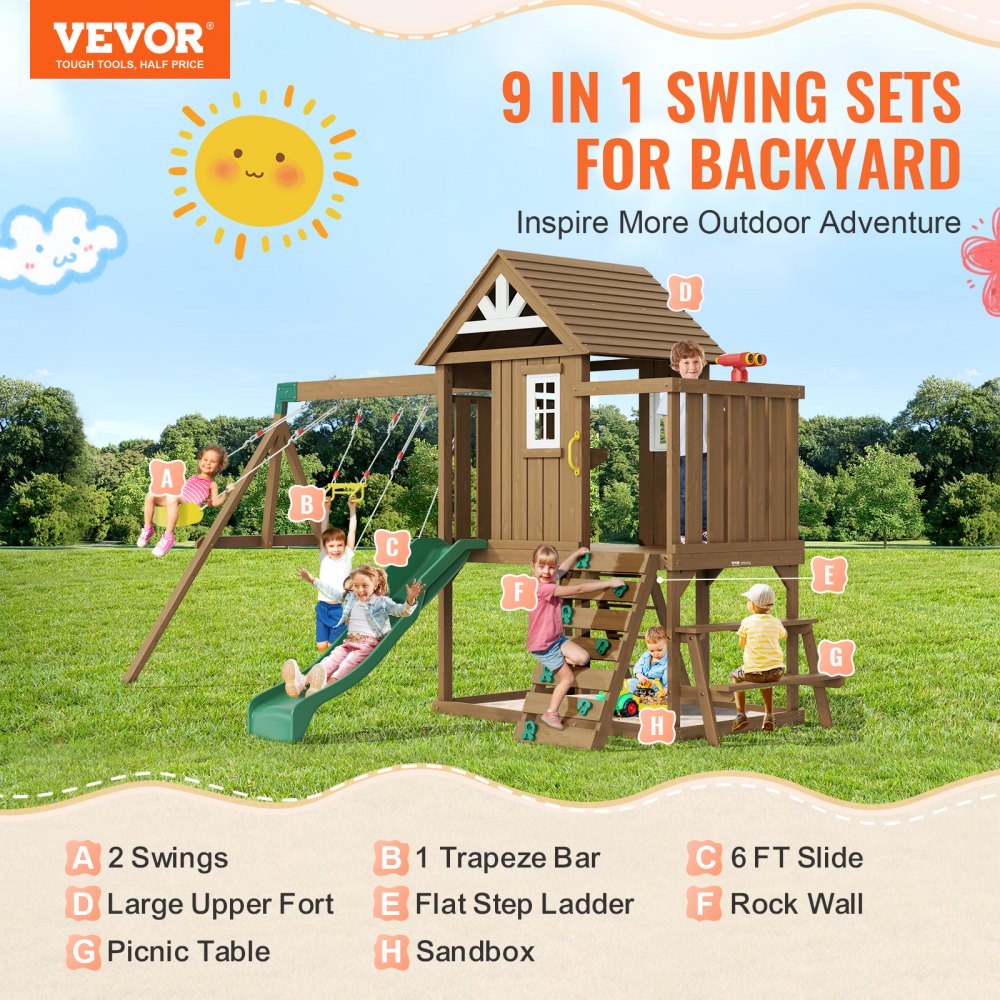 VEVOR®
TOUGH TOOLS, HALF PRICE
9 IN 1 SWING SETS
FOR BACKYARD
Inspire More Outdoor Adventure
D
A
B
C
E
F
G
H
A 2 Swings
B 1 Trapeze Bar
C 6 FT Slide
D Large Upper Fort
E Flat Step Ladder
F Rock Wall
G Picnic Table
H Sandbox